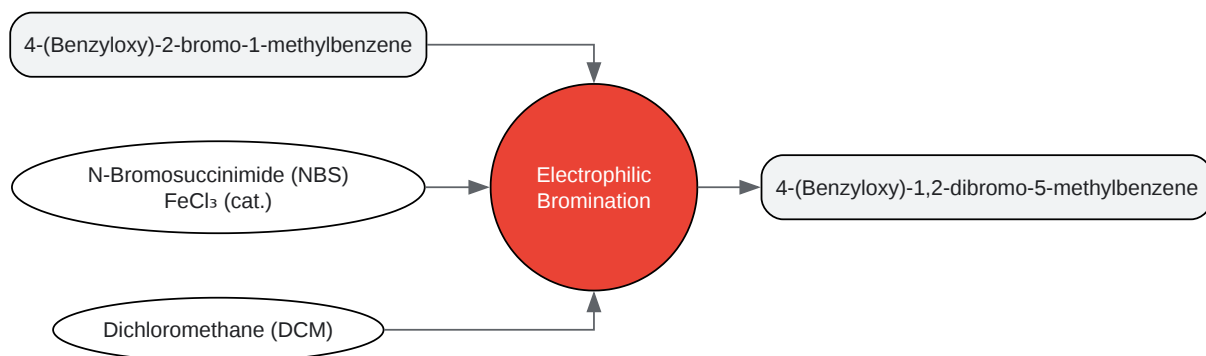 4-(Benzyloxy)-2-bromo-1-methylbenzene
N-Bromosuccinimide (NBS)
FeCl₃ (cat.)
Electrophilic
Bromination
4-(Benzyloxy)-1,2-dibromo-5-methylbenzene
Dichloromethane (DCM)